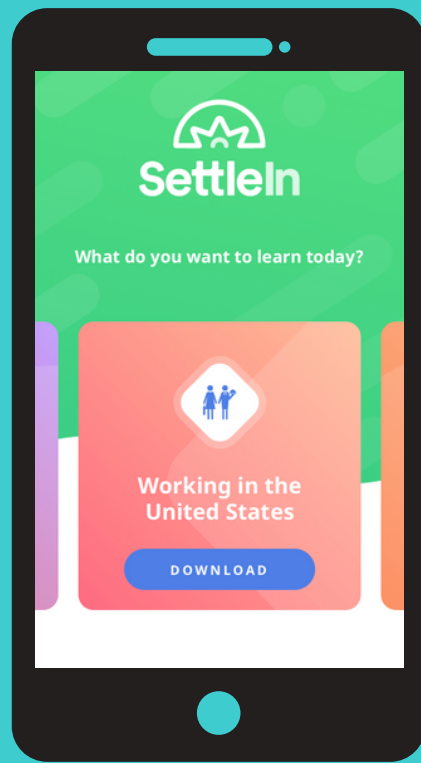 SettleIn
What do you want to learn today?
Working in the
United States
DOWNLOAD